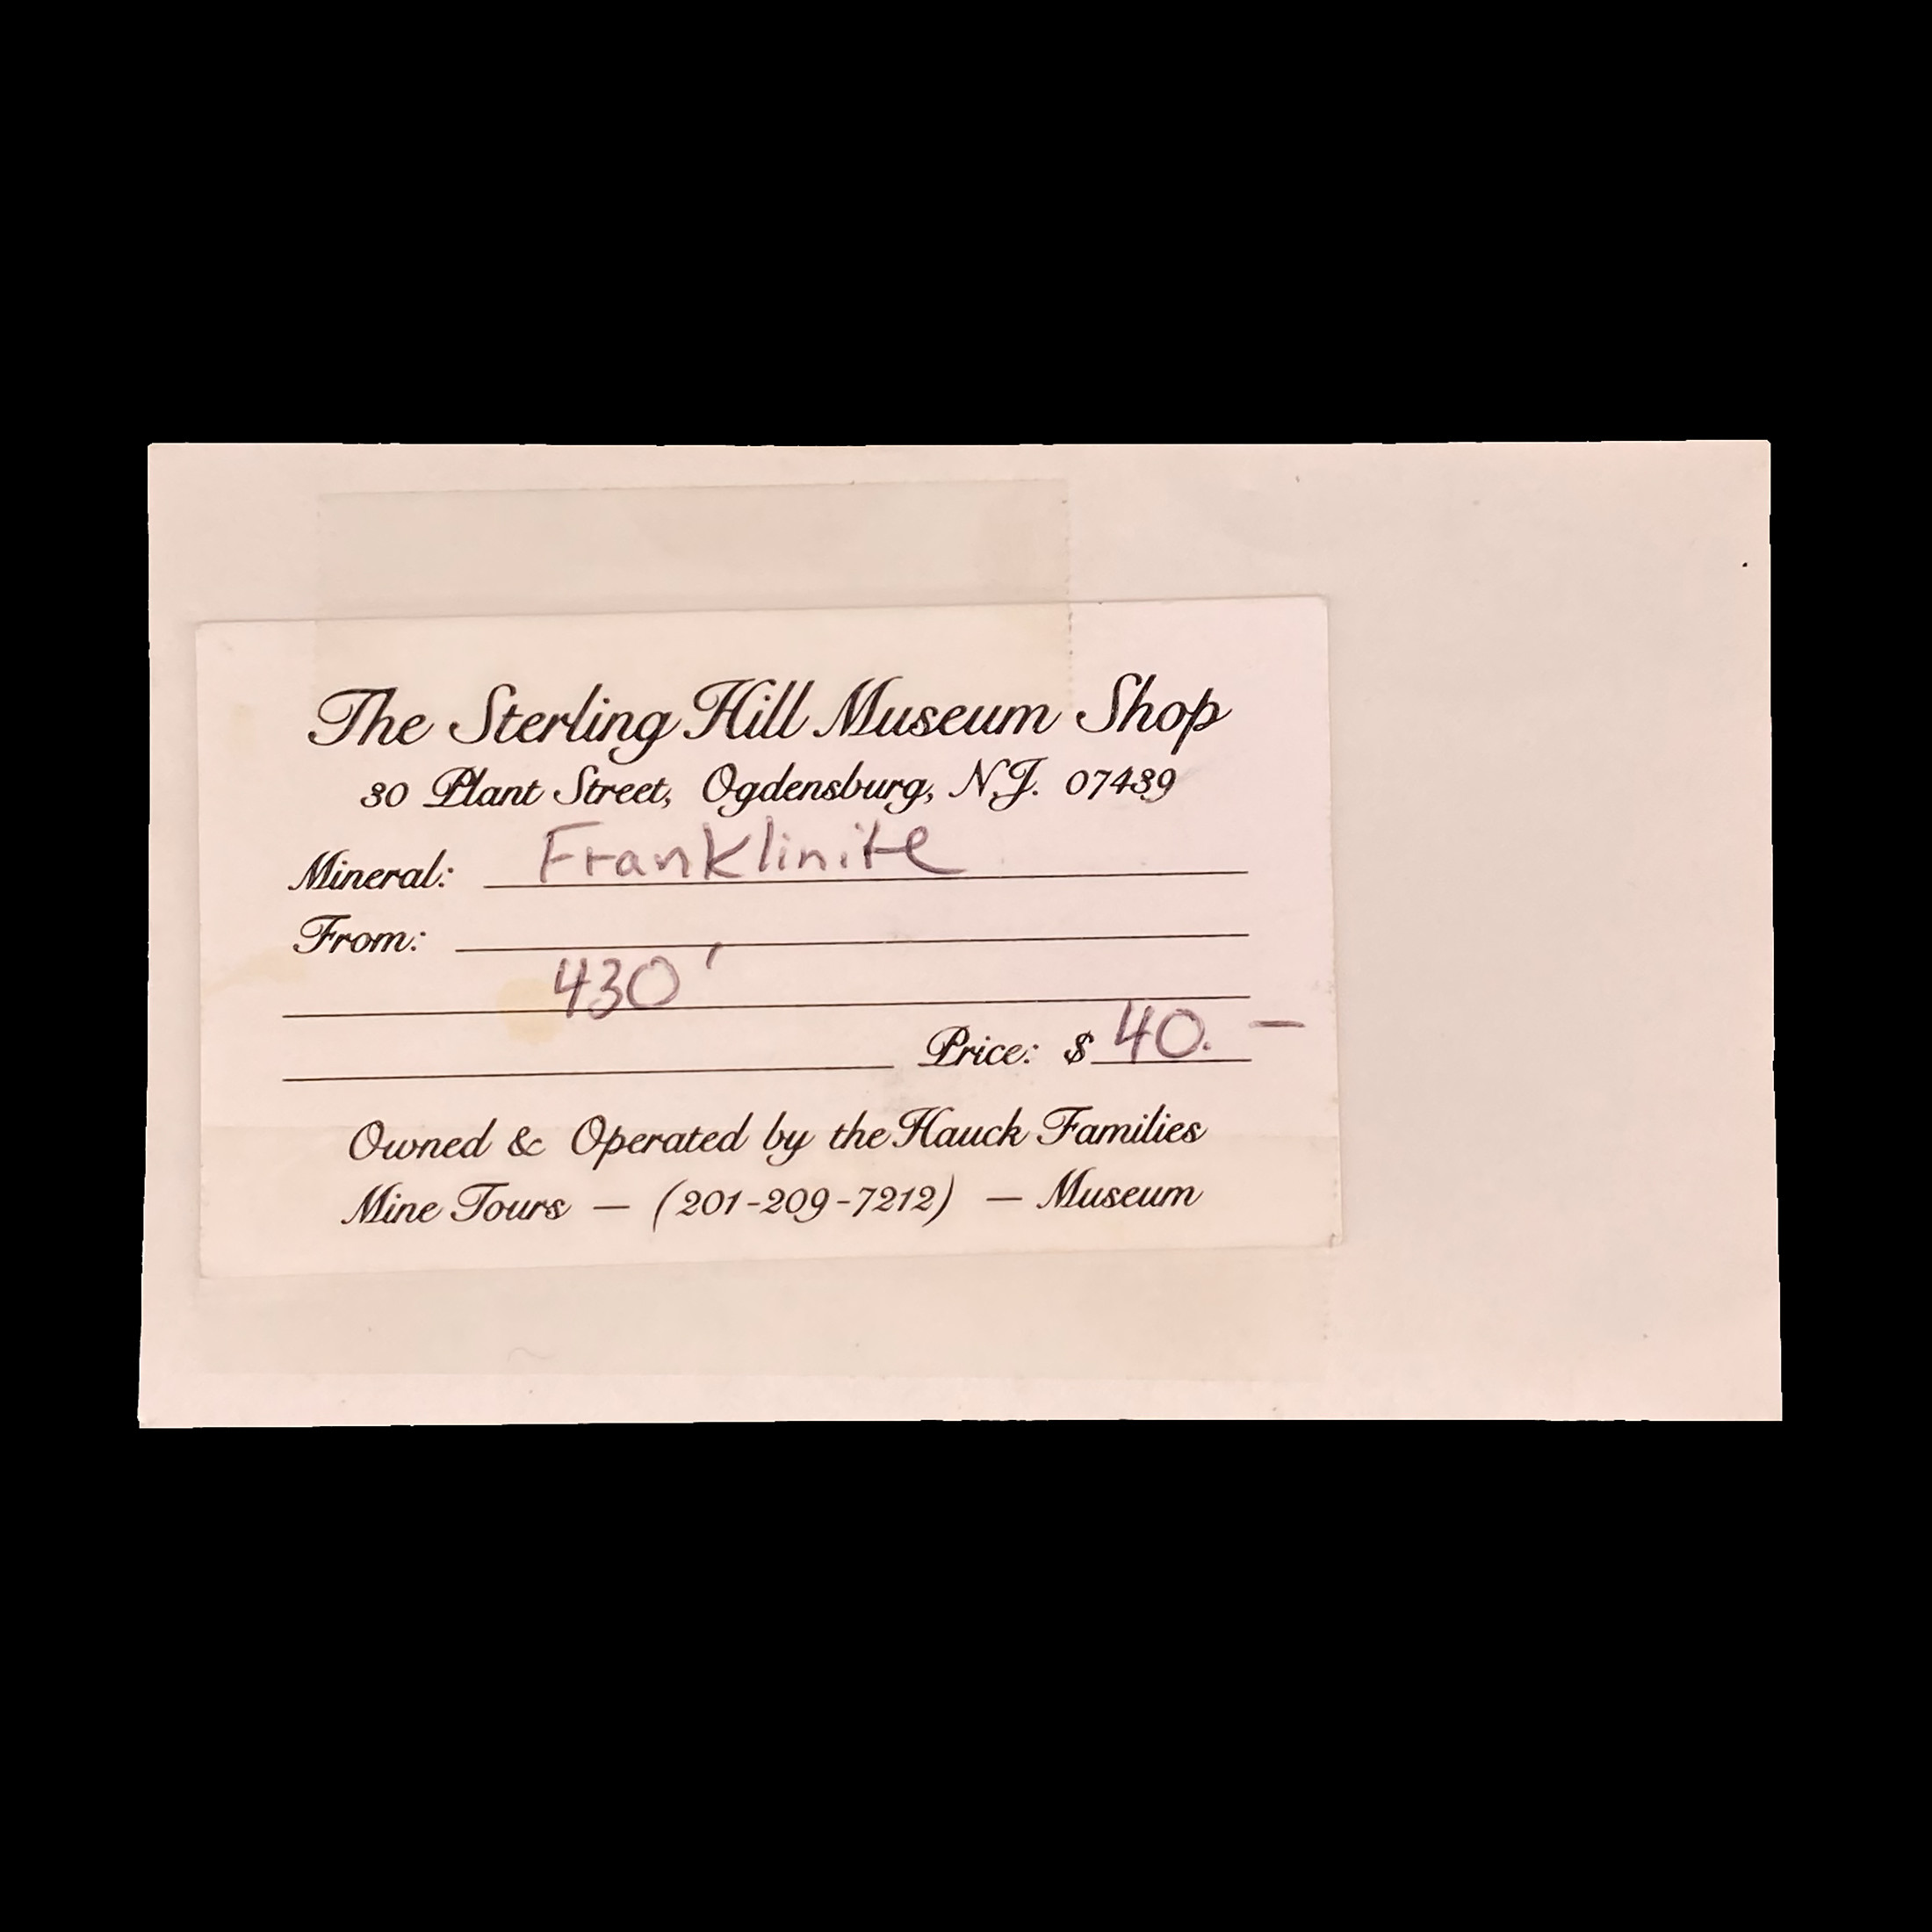 The Sterling Hill Museum Shop
30 Plant Street, Ogdensburg, N.J. 07439
Mineral: Franklinite
From:
430'
Price: $ 40. —
Owned & Operated by the Hauck Families
Mine Tours — (201-209-7212) — Museum